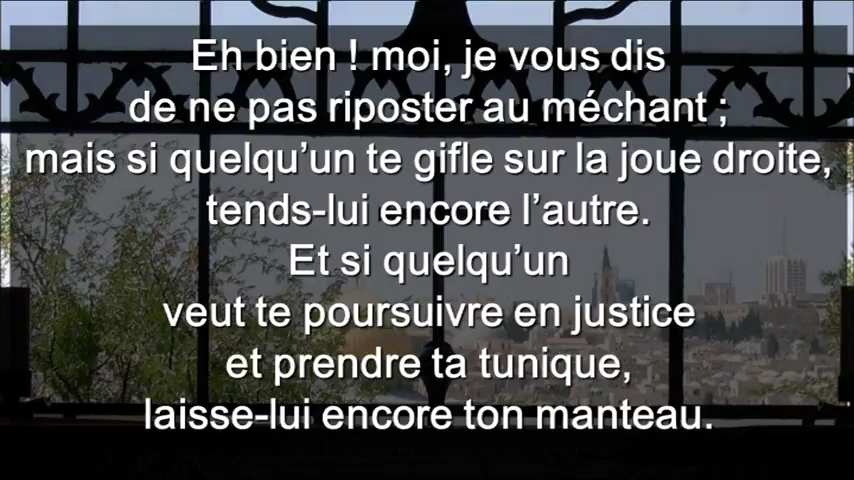 Eh bien ! moi, je vous dis
de ne pas riposter au méchant ;
mais si quelqu’un te gifle sur la joue droite,
tends-lui encore l’autre.
Et si quelqu’un
veut te poursuivre en justice
et prendre ta tunique,
laisse-lui encore ton manteau.